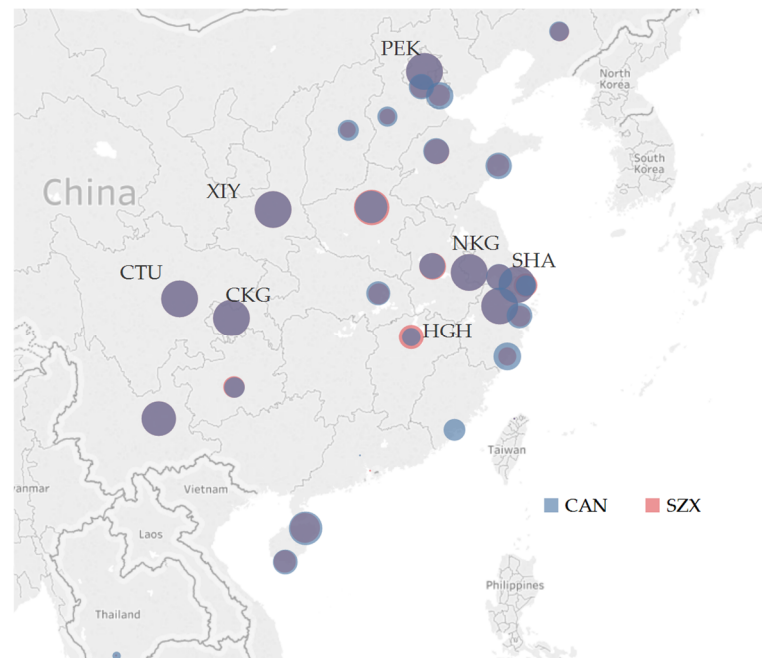 PEK
North
Korea
South
Korea
China
XIY
NKG
SHA
CTU
CKG
HGH
Taiwan
anmar
Vietnam
CAN
SZX
Laos
Philippines
Thailand